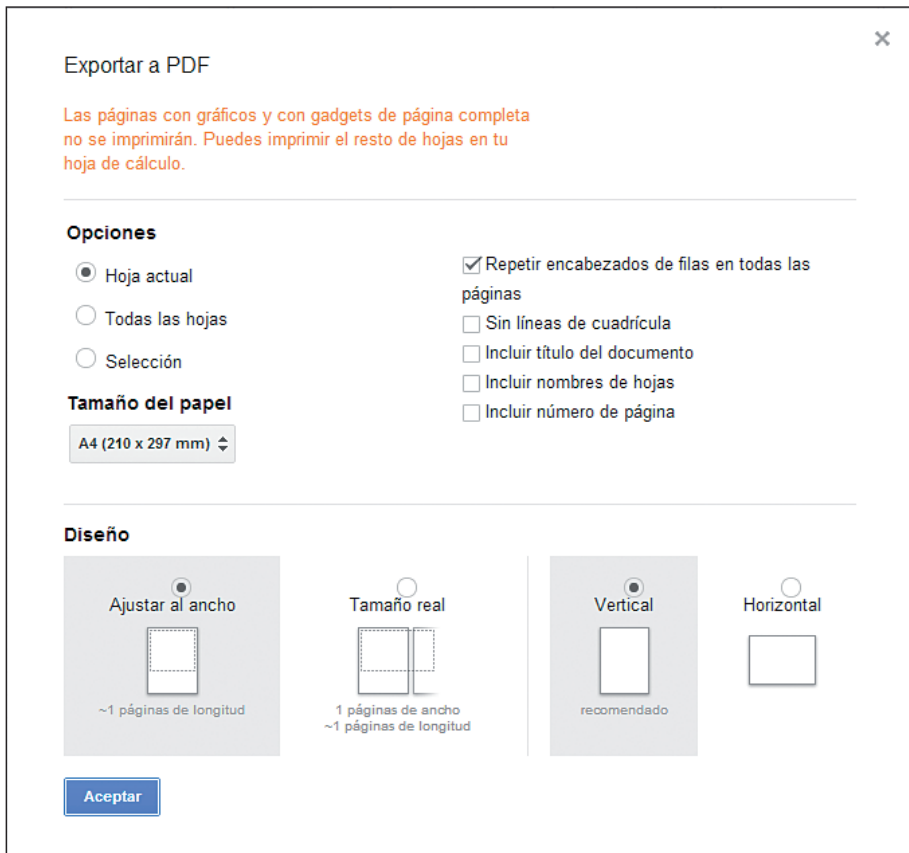 ×
Exportar a PDF
Las páginas con gráficos y con gadgets de página completa
no se imprimirán. Puedes imprimir el resto de hojas en tu
hoja de cálculo.
Opciones
Hoja actual
Todas las hojas
Selección
Tamaño del papel
A4 (210 x 297 mm)
Repetir encabezados de filas en todas las
páginas
Sin líneas de cuadrícula
Incluir título del documento
Incluir nombres de hojas
Incluir número de página
Diseño
Ajustar al ancho
~1 páginas de longitud
Tamaño real
1 páginas de ancho
~1 páginas de longitud
Vertical
recomendado
Horizontal
Aceptar